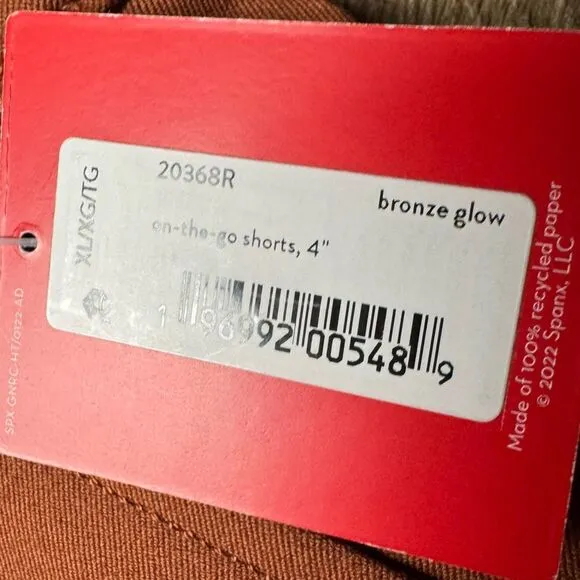 20368R
bronze glow
on-the-go shorts, 4"
XL/XG/TG
1 96992 00548 9
SPX-GNRC-HT/0122-AD
Made of 100% recycled paper
© 2022 Spanx, LLC